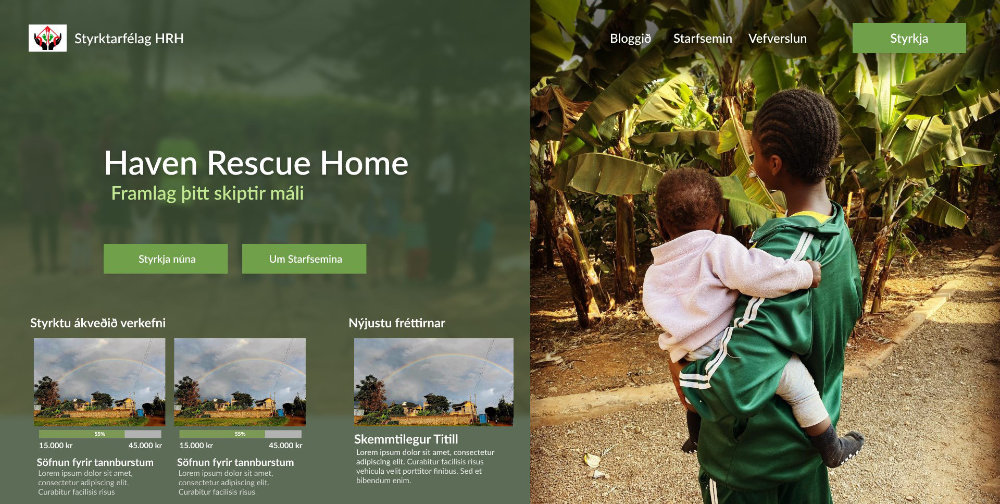 Styrktarfélag HRH
Bloggið Starfsemin Vefverslun Styrkja
Haven Rescue Home
Framlag þitt skiptir máli
Styrkja núna Um Starfsemina
Styrktu ákveðið verkefni
55%
15.000 kr 45.000 kr
Söfnun fyrir tannburstum
Lorem ipsum dolor sit amet,
consectetur adipiscing elit.
Curabitur facilisis risus
55%
15.000 kr 45.000 kr
Söfnun fyrir tannburstum
Lorem ipsum dolor sit amet,
consectetur adipiscing elit.
Curabitur facilisis risus
Nýjustu fréttirnar
Skemmtilegur Titill
Lorem ipsum dolor sit amet, consectetur
adipiscing elit. Curabitur facilisis risus
vehicula velit porttitor finibus. Sed et
bibendum enim.